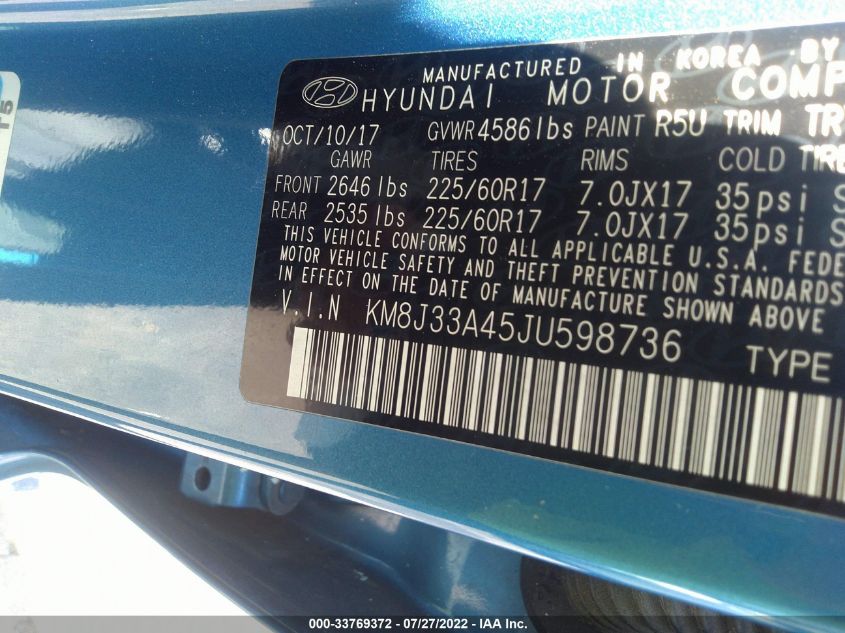 MANUFACTURED IN KOREA BY
HYUNDAI MOTOR COMP
OCT/10/17 GVWR 4586 lbs PAINT R5U TRIM TR
GAWR TIRES RIMS COLD TIRE
FRONT 2646 lbs 225/60R17 7.0JX17 35psi S
REAR 2535 lbs 225/60R17 7.0JX17 35psi S
THIS VEHICLE CONFORMS TO ALL APPLICABLE U.S.A. FEDE
MOTOR VEHICLE SAFETY AND THEFT PREVENTION STANDARDS
IN EFFECT ON THE DATE OF MANUFACTURE SHOWN ABOVE
V.I.N KM8J33A45JU598736 TYPE
000-33769372 - 07/27/2022 - IAA Inc.